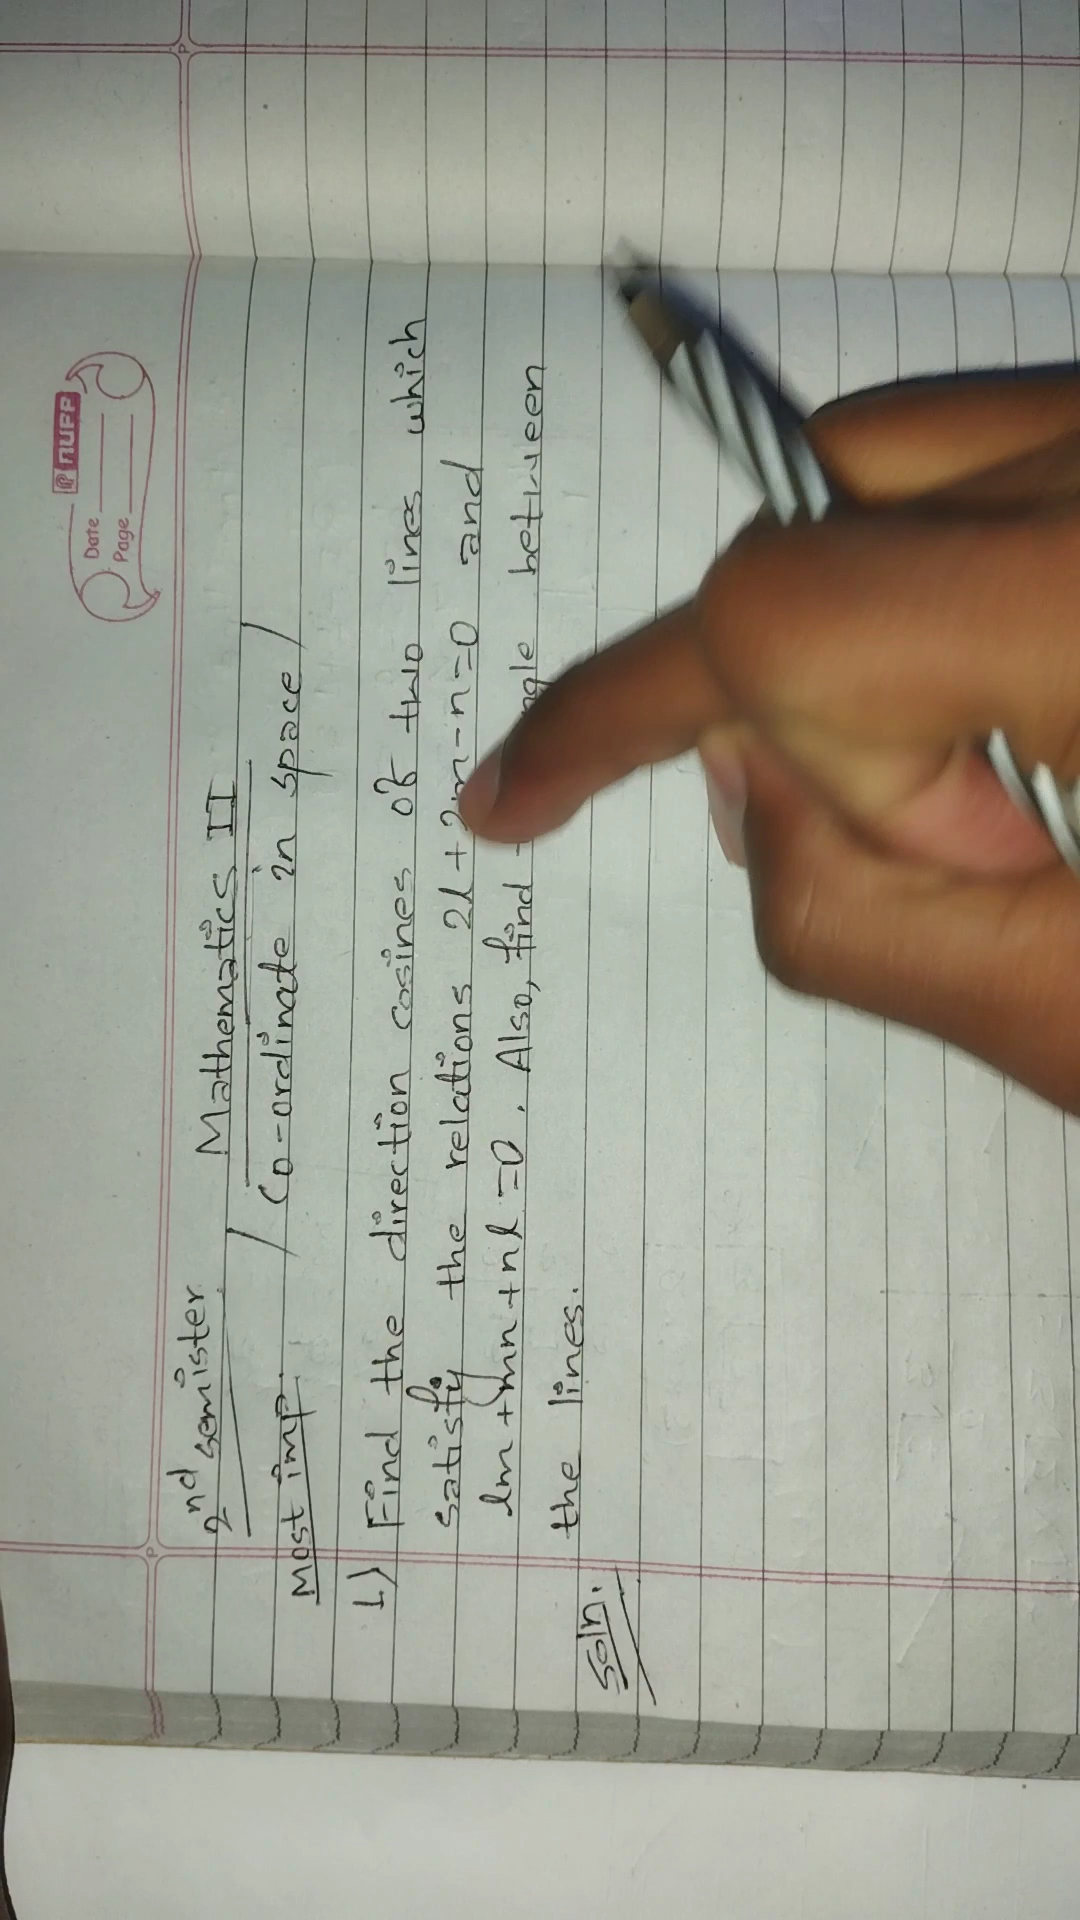 nuff
Date
Page
2nd semister
Mathematics II
Most imp. / Co-ordinate in space /
1) Find the direction cosines of two lines which
satisfy the relations 2l + 2m - n = 0 and
lm + mn + nl = 0. Also, find between
the lines.
Soln.